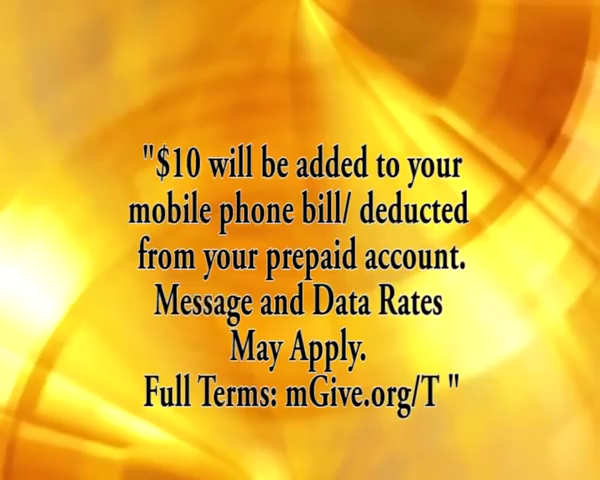 "$10 will be added to your
mobile phone bill/ deducted
from your prepaid account.
Message and Data Rates
May Apply.
Full Terms: mGive.org/T "